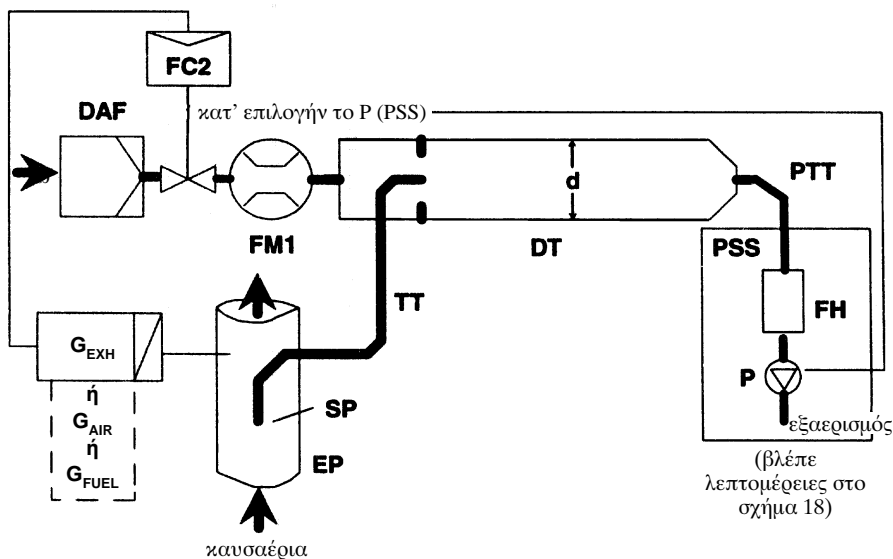 FC2
DAF
κατ’ επιλογήν το P (PSS)
d
PTT
FM1
DT
PSS
TT
FH
G_EXH
P
ή
SP
G_AIR
εξαερισμός
ή
EP
G_FUEL
(βλέπε
λεπτομέρειες στο
σχήμα 18)
καυσαέρια